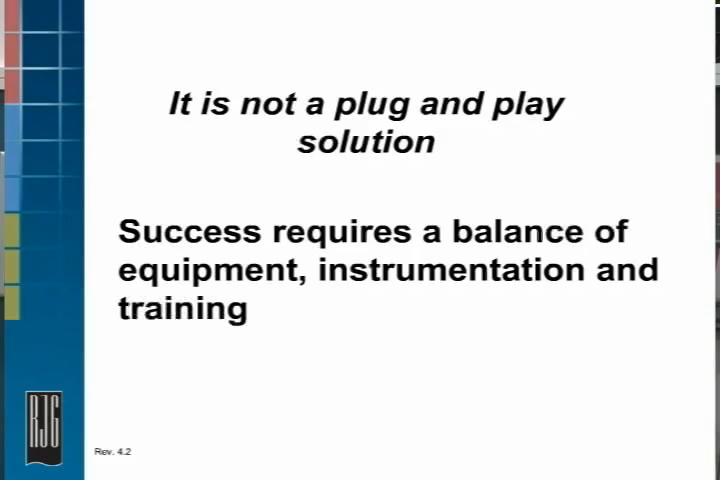 It is not a plug and play
solution
Success requires a balance of
equipment, instrumentation and
training
RJG
Rev. 4.2